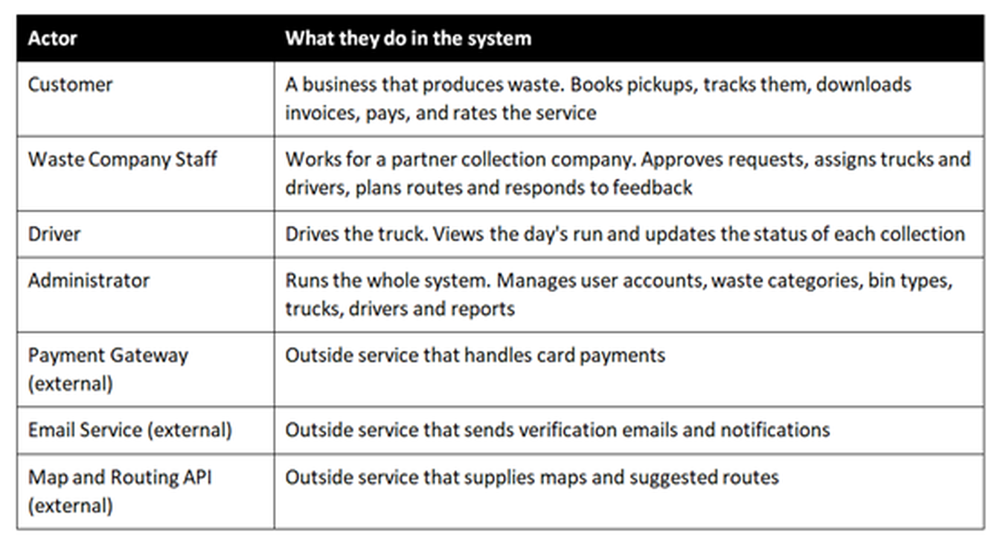 Actor
What they do in the system
Customer
A business that produces waste. Books pickups, tracks them, downloads
invoices, pays, and rates the service
Waste Company Staff
Works for a partner collection company. Approves requests, assigns trucks and
drivers, plans routes and responds to feedback
Driver
Drives the truck. Views the day's run and updates the status of each collection
Administrator
Runs the whole system. Manages user accounts, waste categories, bin types,
trucks, drivers and reports
Payment Gateway
(external)
Outside service that handles card payments
Email Service (external)
Outside service that sends verification emails and notifications
Map and Routing API
(external)
Outside service that supplies maps and suggested routes